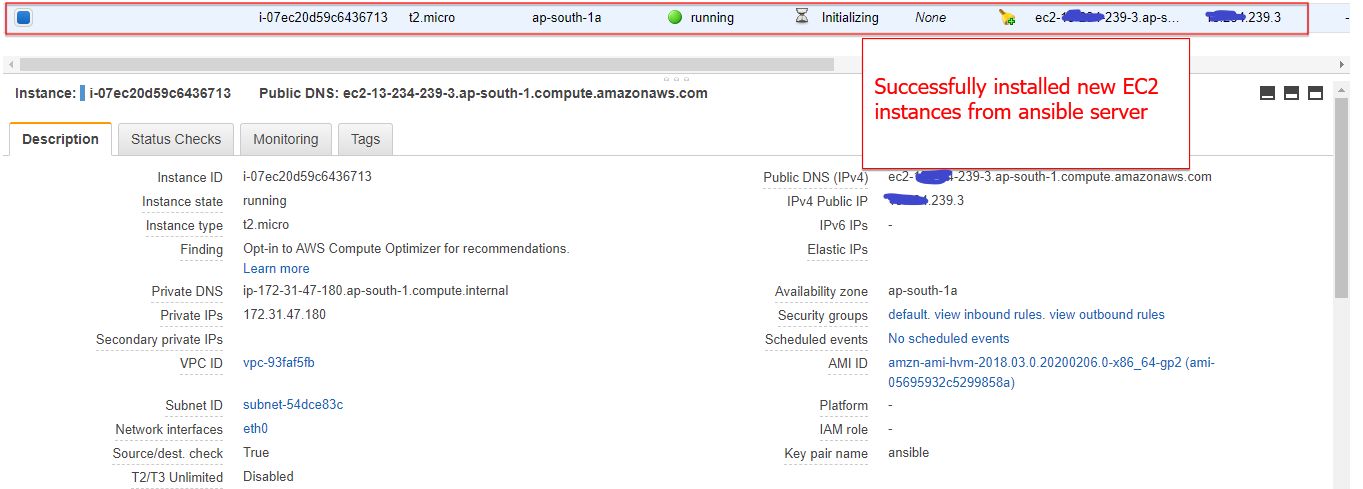 i-07ec20d59c6436713 t2.micro ap-south-1a running Initializing None ec2- -239-3.ap-s... .239.3 -
Successfully installed new EC2
instances from ansible server
Instance: i-07ec20d59c6436713 Public DNS: ec2-13-234-239-3.ap-south-1.compute.amazonaws.com
Description Status Checks Monitoring Tags
Instance ID i-07ec20d59c6436713 Public DNS (IPv4) ec2- -239-3.ap-south-1.compute.amazonaws.com
Instance state running IPv4 Public IP .239.3
Instance type t2.micro IPv6 IPs -
Finding Opt-in to AWS Compute Optimizer for recommendations. Elastic IPs
Learn more
Private DNS ip-172-31-47-180.ap-south-1.compute.internal Availability zone ap-south-1a
Private IPs 172.31.47.180 Security groups default. view inbound rules. view outbound rules
Secondary private IPs Scheduled events No scheduled events
VPC ID vpc-93faf5fb AMI ID amzn-ami-hvm-2018.03.0.20200206.0-x86_64-gp2 (ami-
05695932c5299858a)
Subnet ID subnet-54dce83c Platform -
Network interfaces eth0 IAM role -
Source/dest. check True Key pair name ansible
T2/T3 Unlimited Disabled